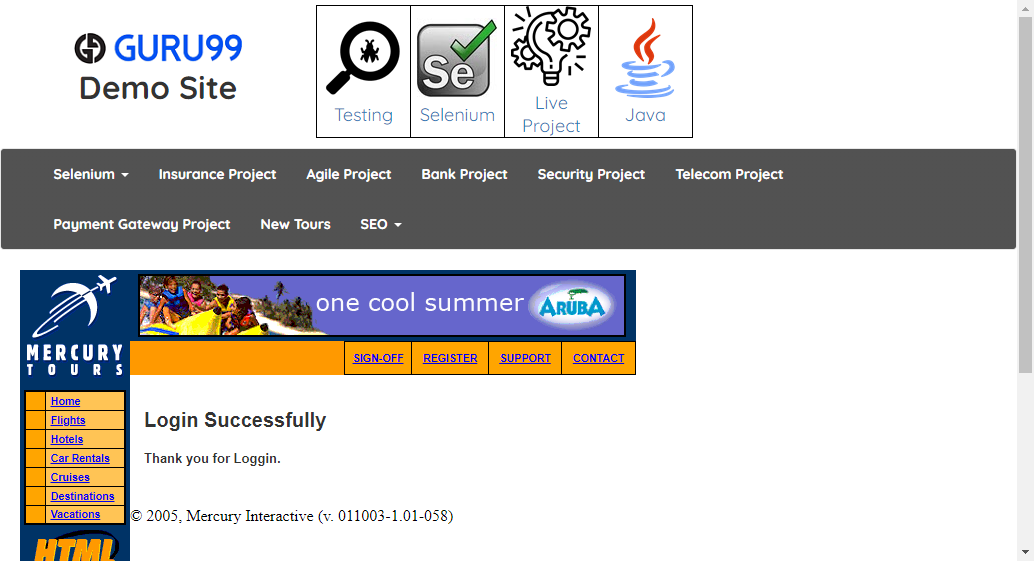 GURU99
Demo Site
Testing
Se
Selenium
Live
Project
Java
Selenium Insurance Project Agile Project Bank Project Security Project Telecom Project
Payment Gateway Project New Tours SEO
one cool summer ARUBA
MERCURY
TOURS
SIGN-OFF REGISTER SUPPORT CONTACT
Home
Flights
Hotels
Car Rentals
Cruises
Destinations
Vacations
Login Successfully
Thank you for Loggin.
© 2005, Mercury Interactive (v. 011003-1.01-058)
HTML